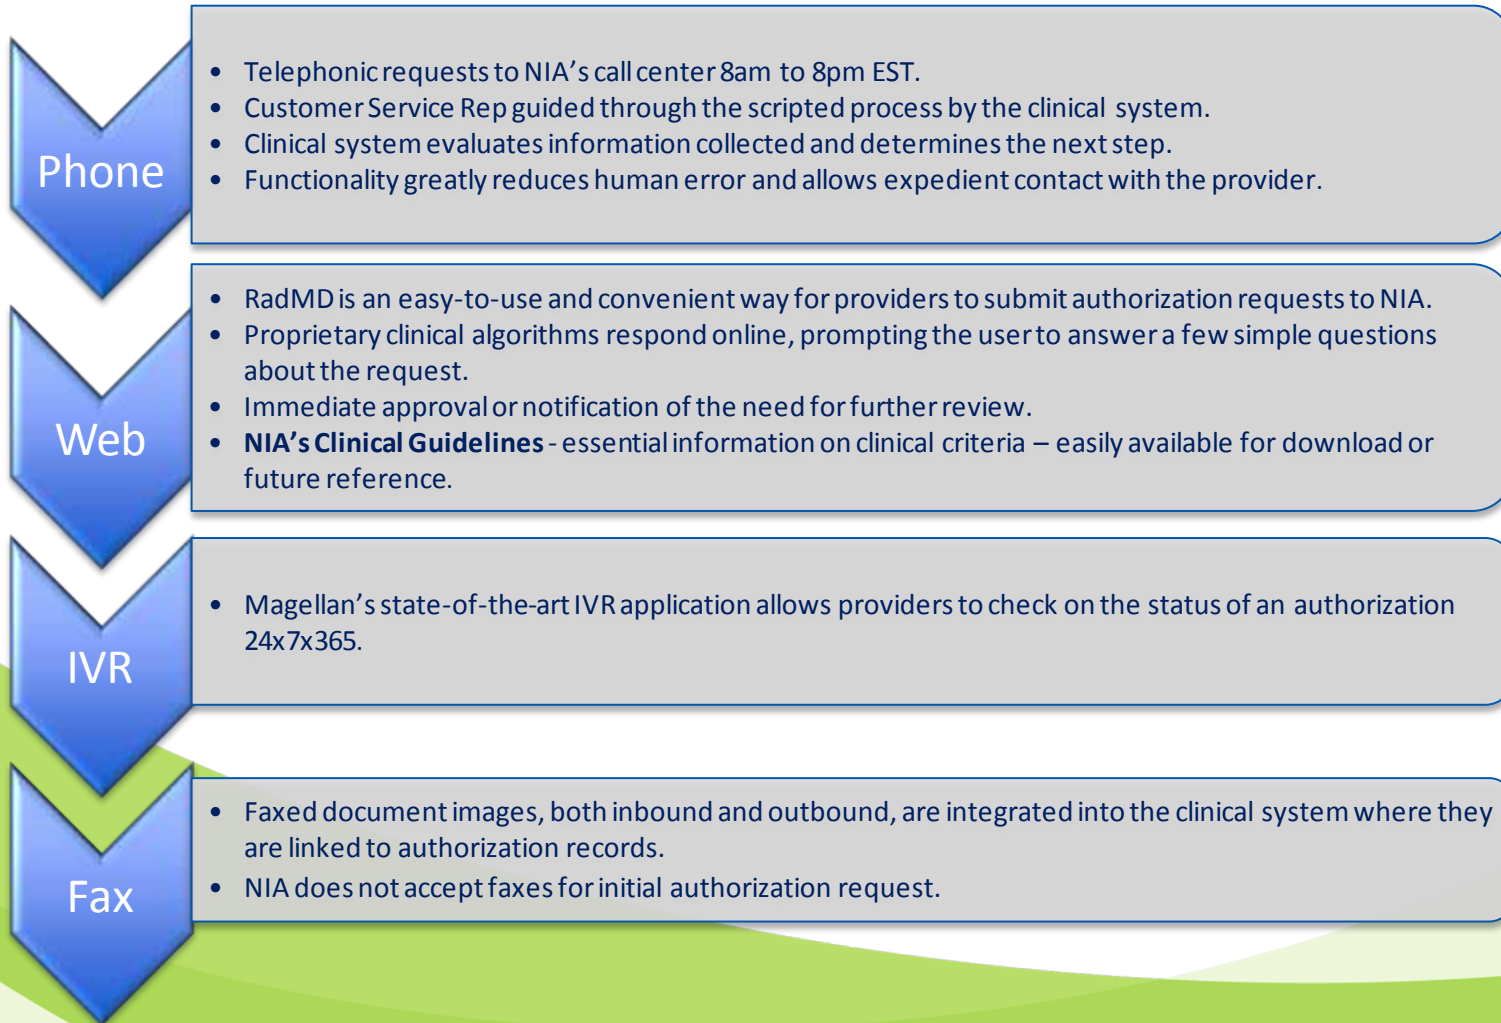 Phone
• Telephonic requests to NIA’s call center 8am to 8pm EST.
• Customer Service Rep guided through the scripted process by the clinical system.
• Clinical system evaluates information collected and determines the next step.
• Functionality greatly reduces human error and allows expedient contact with the provider.
Web
• RadMD is an easy-to-use and convenient way for providers to submit authorization requests to NIA.
• Proprietary clinical algorithms respond online, prompting the user to answer a few simple questions
about the request.
• Immediate approval or notification of the need for further review.
• NIA’s Clinical Guidelines - essential information on clinical criteria – easily available for download or
future reference.
IVR
• Magellan’s state-of-the-art IVR application allows providers to check on the status of an authorization
24x7x365.
Fax
• Faxed document images, both inbound and outbound, are integrated into the clinical system where they
are linked to authorization records.
• NIA does not accept faxes for initial authorization request.